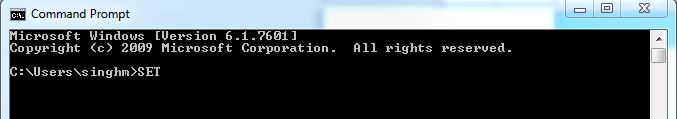 Command Prompt
Microsoft Windows [Version 6.1.7601]
Copyright (c) 2009 Microsoft Corporation.  All rights reserved.
C:\Users\singhm>SET